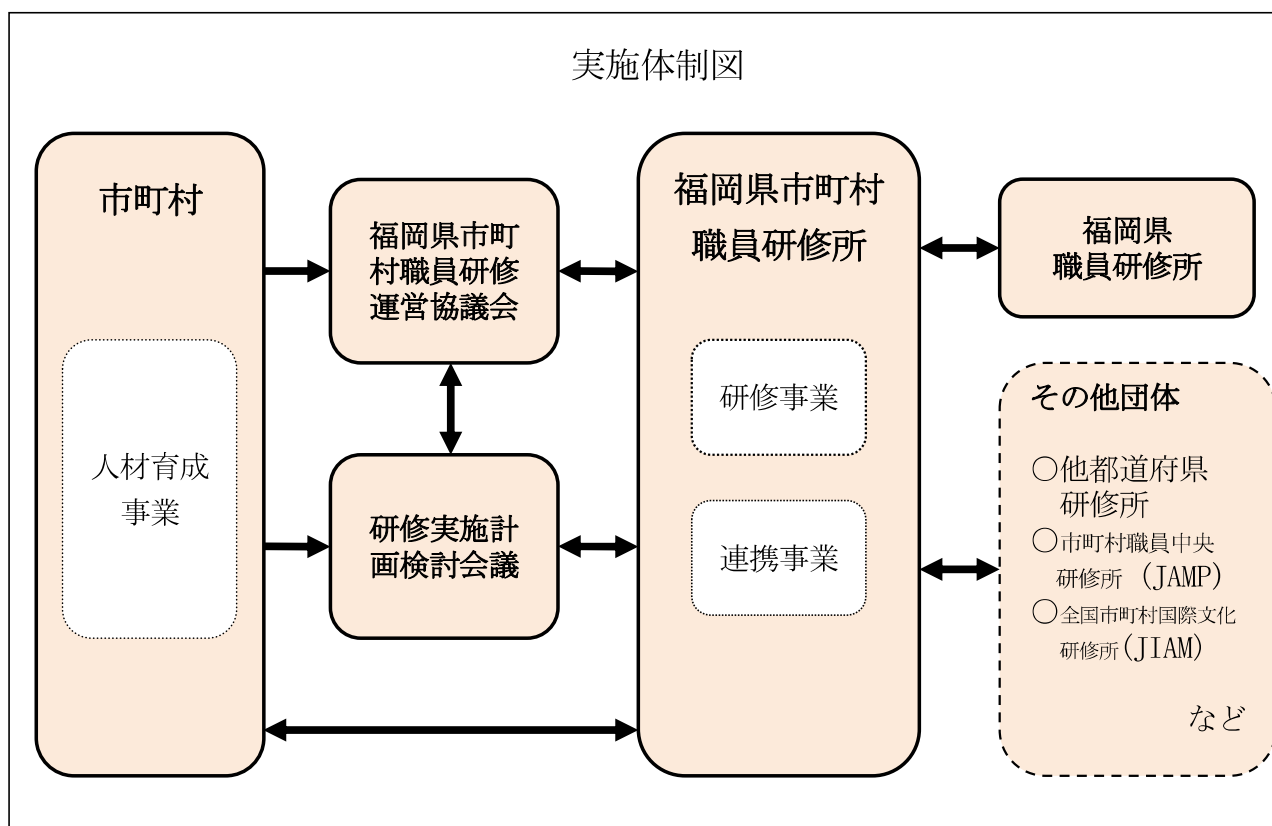 実施体制図
市町村
人材育成
事業
福岡県市町
村職員研修
運営協議会
研修実施計
画検討会議
福岡県市町村
職員研修所
研修事業
連携事業
福岡県
職員研修所
その他団体
○他都道府県
研修所
○市町村職員中央
研修所 (JAMP)
○全国市町村国際文化
研修所(JIAM)
など